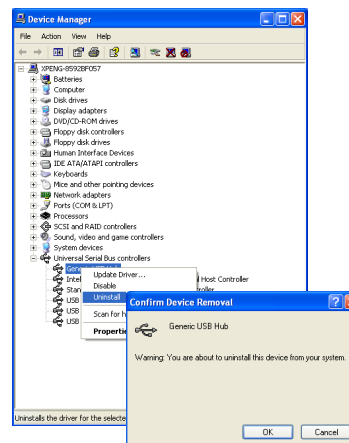 Device Manager
File Action View Help
XPENG-8592BF057
Batteries
Computer
Disk drives
Display adapters
DVD/CD-ROM drives
Floppy disk controllers
Floppy disk drives
Human Interface Devices
IDE ATA/ATAPI controllers
Keyboards
Mice and other pointing devices
Network adapters
Ports (COM & LPT)
Processors
SCSI and RAID controllers
Sound, video and game controllers
System devices
Universal Serial Bus controllers
Gene
Intel
l Host Controller
Stan
troller
USB
USB
USB
Update Driver...
Disable
Uninstall
Scan for h
Properti
Confirm Device Removal
Generic USB Hub
Warning: You are about to uninstall this device from your system.
OK Cancel
Uninstalls the driver for the selecte